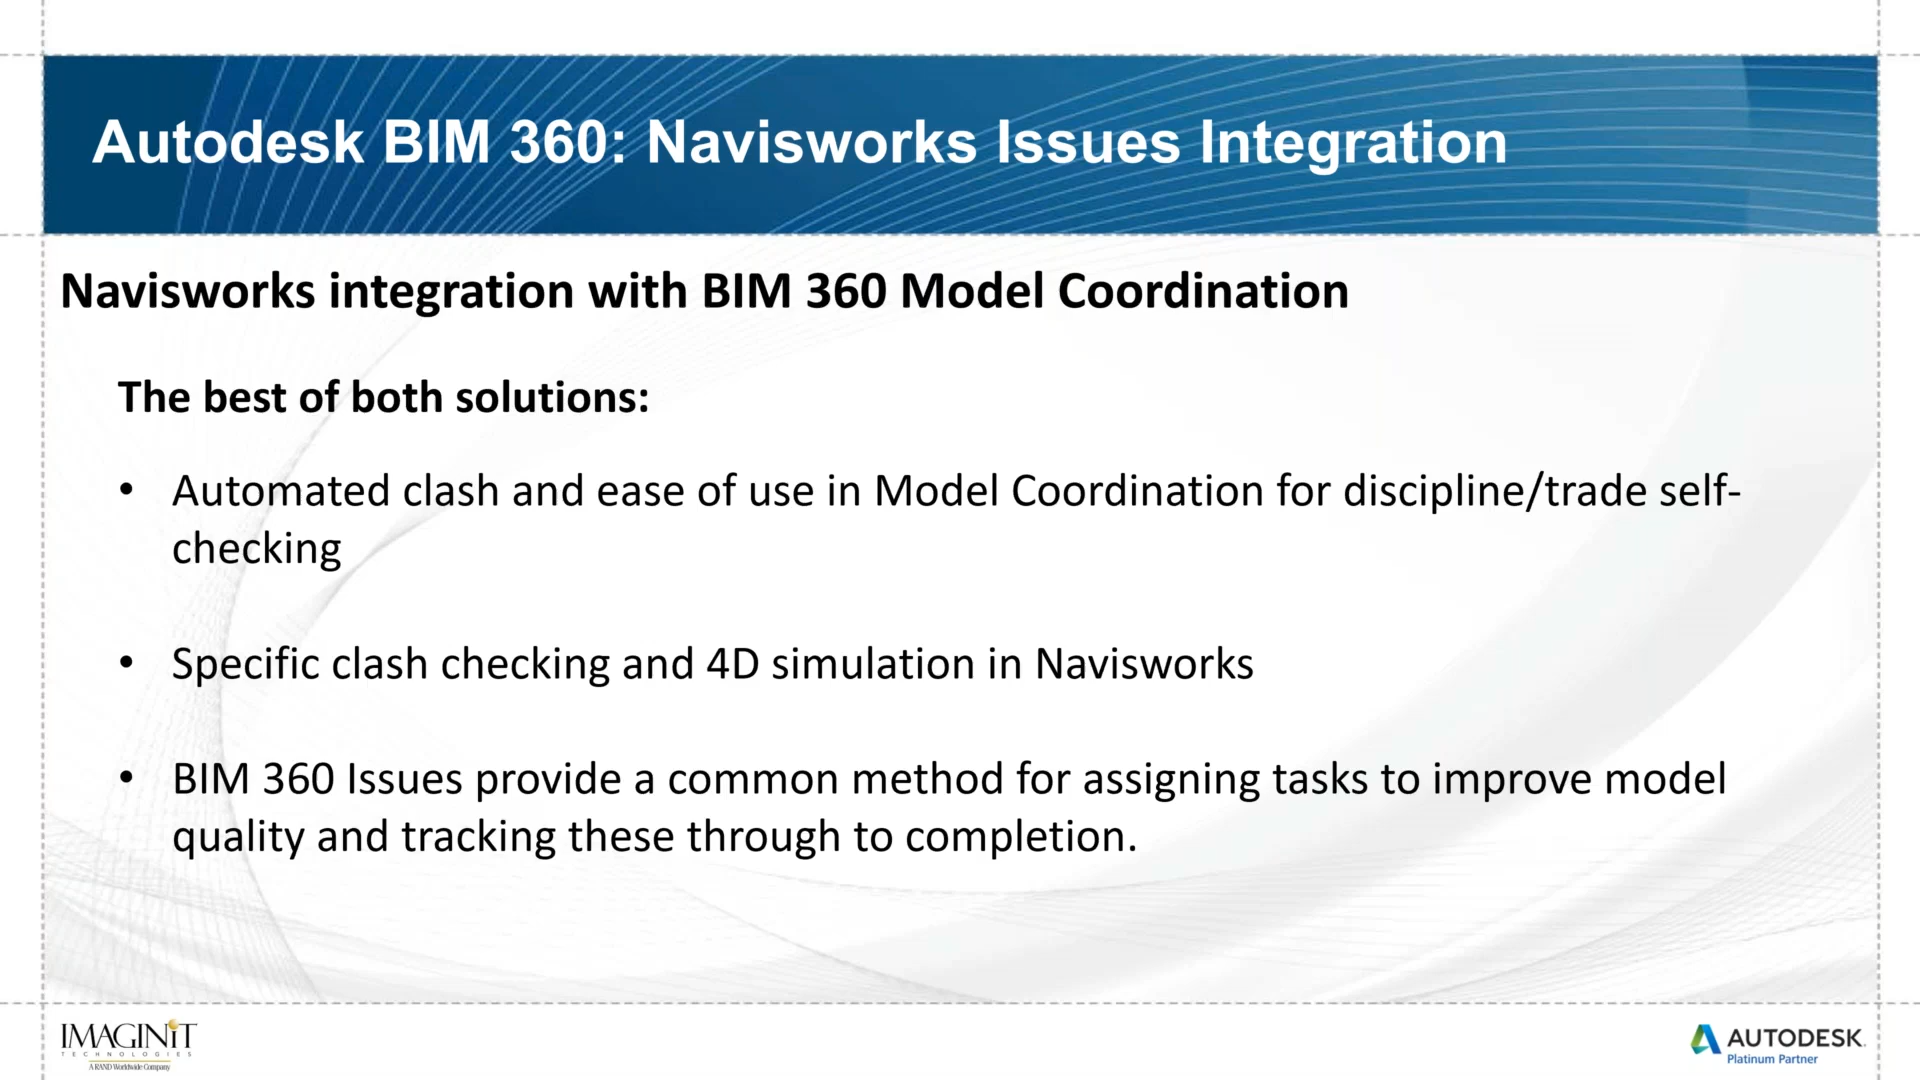 Autodesk BIM 360: Navisworks Issues Integration
Navisworks integration with BIM 360 Model Coordination
The best of both solutions:
• Automated clash and ease of use in Model Coordination for discipline/trade self-
checking
• Specific clash checking and 4D simulation in Navisworks
• BIM 360 Issues provide a common method for assigning tasks to improve model
quality and tracking these through to completion.
IMAGINiT
TECHNOLOGIES
A RAND Worldwide Company
AUTODESK.
Platinum Partner